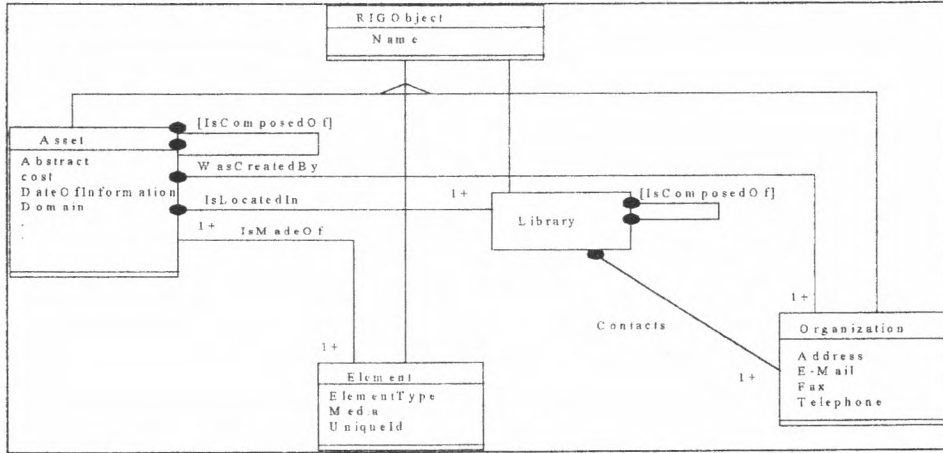 RIGObject
Name
Asset
Abstract
cost
DateOfInformation
Domain
.
.
[IsComposedOf]
WasCreatedBy
IsLocatedIn
1+
1+ IsMadeOf
Library
[IsComposedOf]
Contacts
1+
1+
1+
Element
ElementType
Media
UniqueId
Organization
Address
E-Mail
Fax
Telephone